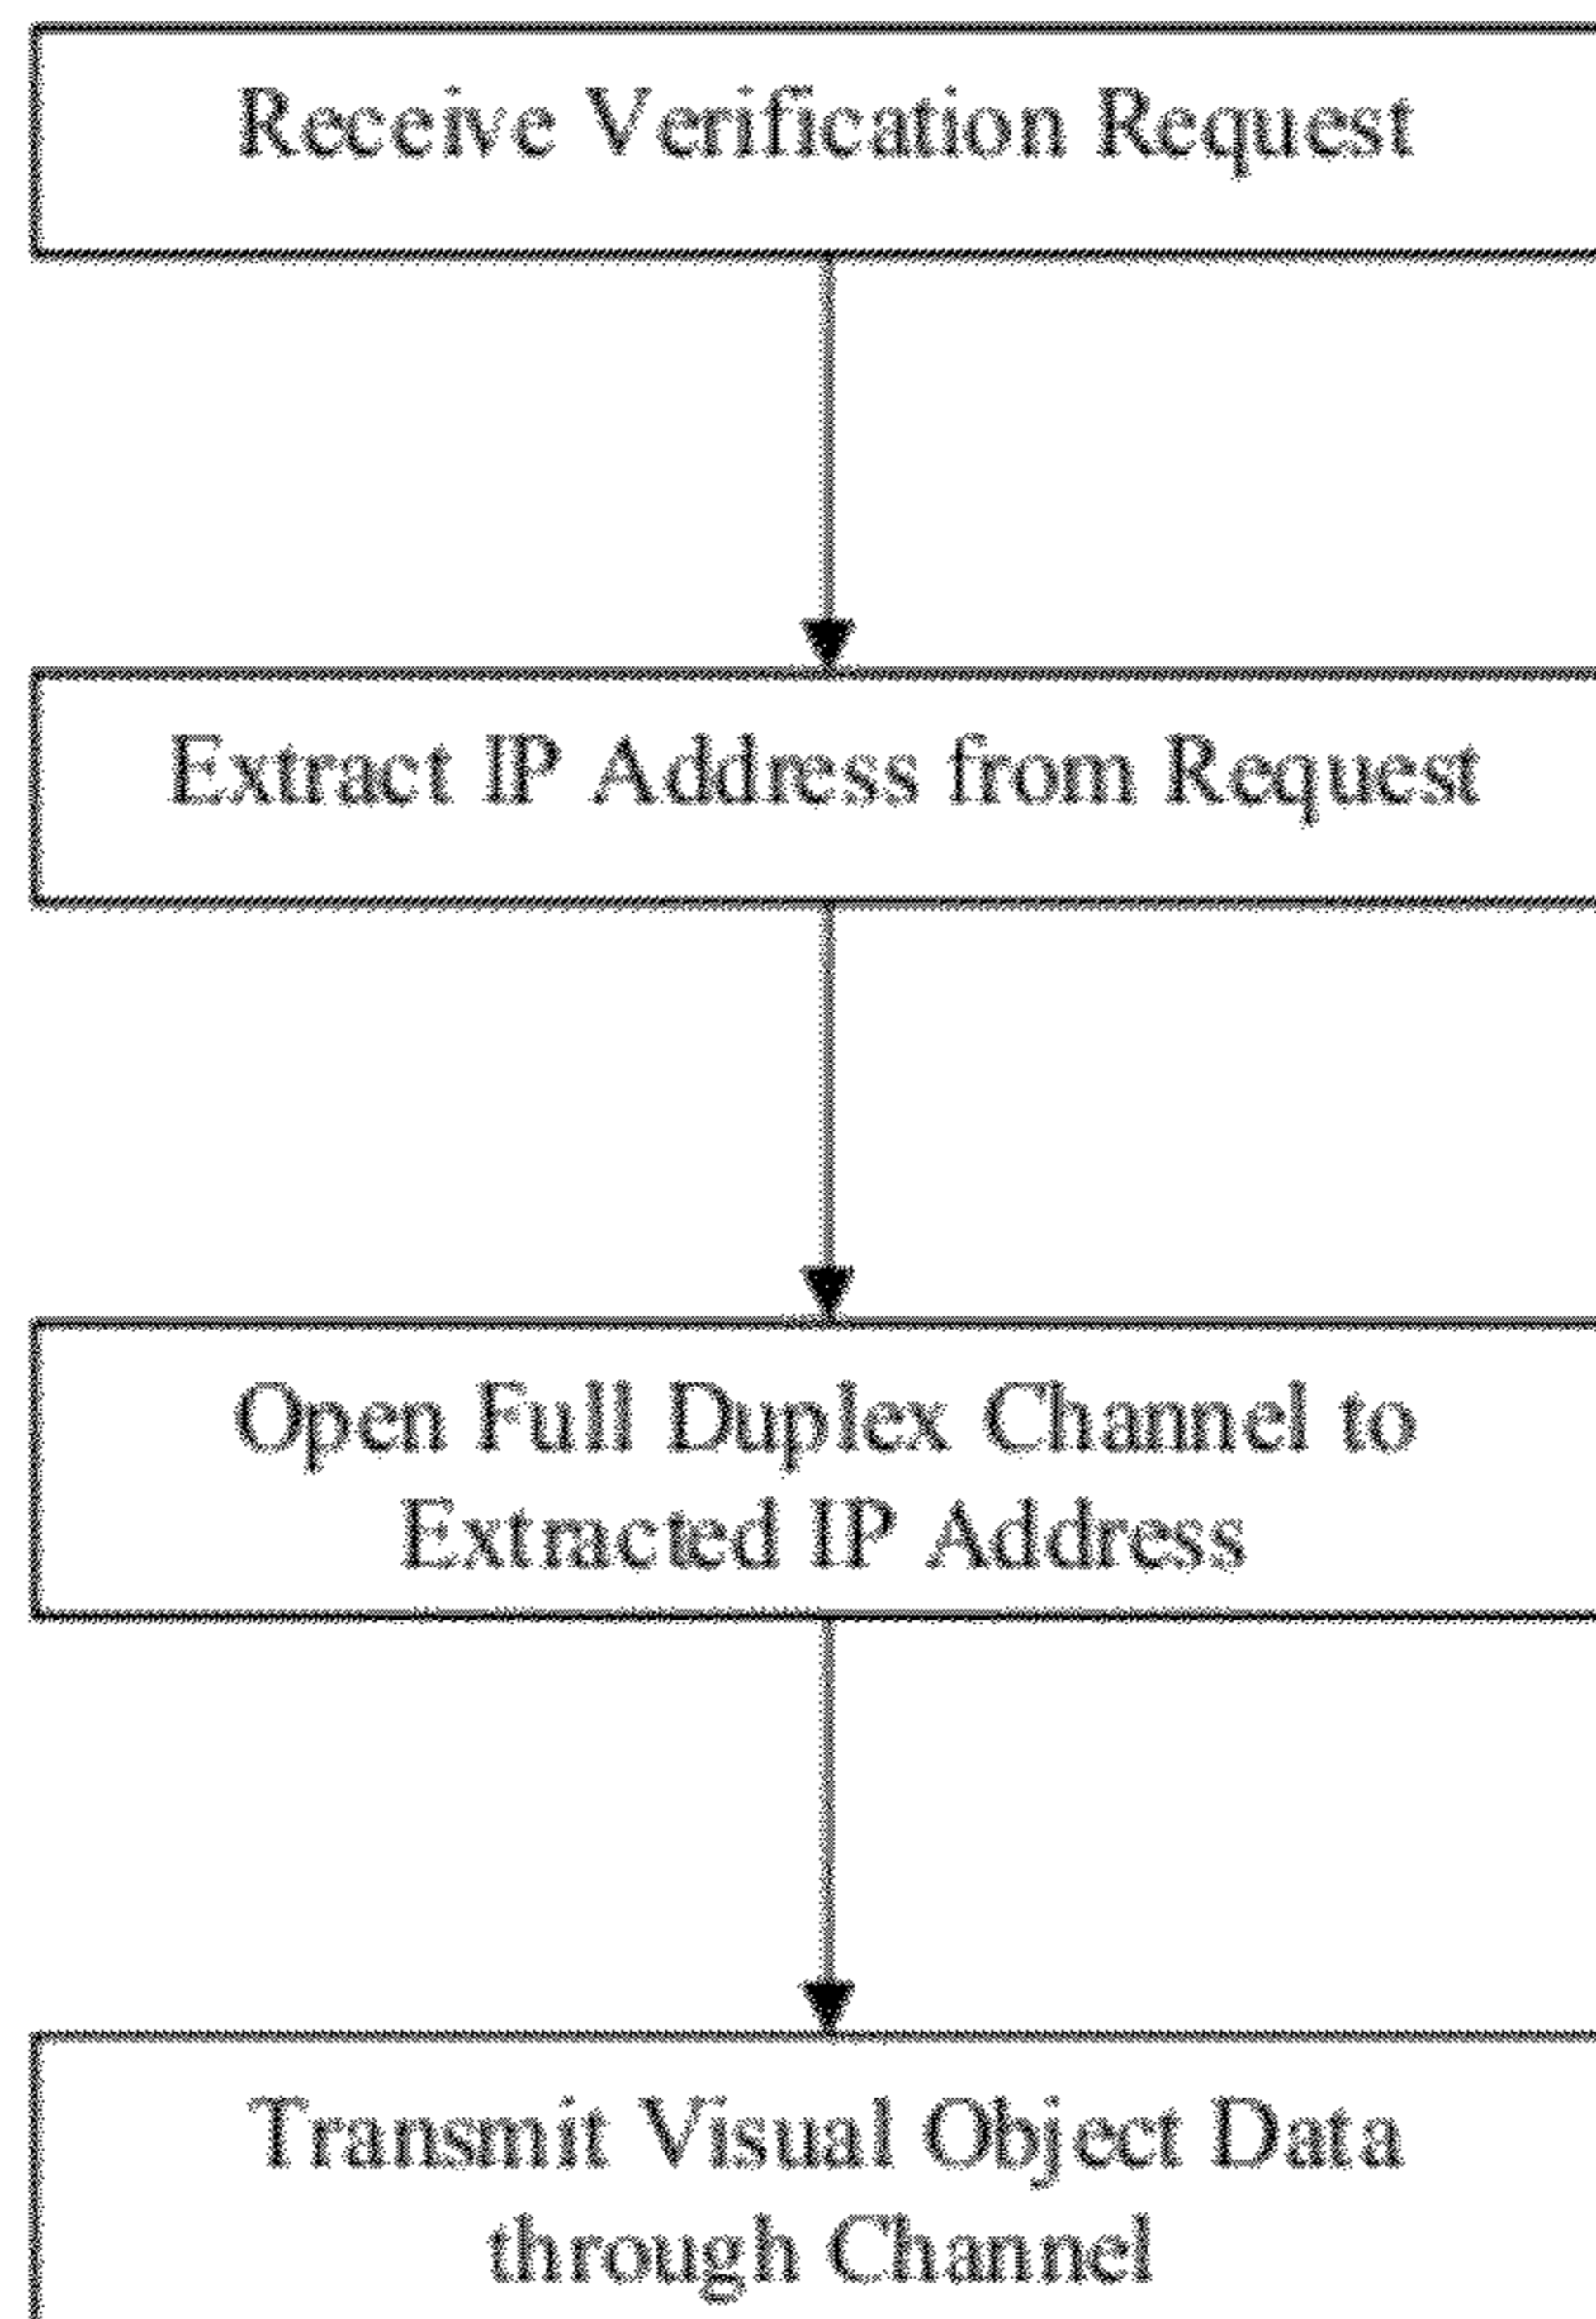 Receive Verification Request
Extract IP Address from Request
Open Full Duplex Channel to
Extracted IP Address
Transmit Visual Object Data
through Channel